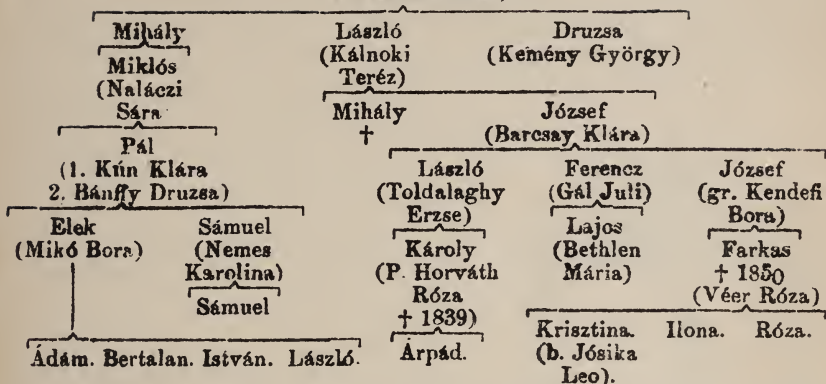 Mihály László Druzsa
(Kálnoki (Kemény György)
Miklós Teréz)
(Naláczi
Sára Mihály József
† (Barcsay Klára)
Pál
(1. Kún Klára László Ferencz József
2. Bánffy Druzsa) (Toldalaghy (Gál Juli) (gr. Kendefi
Erzse) Bora)
Elek Sámuel Lajos
(Mikó Bora) (Nemes Károly (Bethlen Farkas
Karolina) (P. Horváth Mária) † 1850
Róza (Véer Róza)
Sámuel † 1839)
Krisztina. Ilona. Róza.
Ádám. Bertalan. István. László. Árpád. (b. Jósika
Leo).